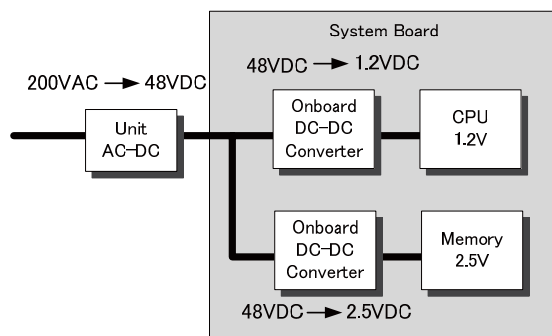 System Board
200VAC → 48VDC
48VDC → 1.2VDC
Unit
AC-DC
Onboard
DC-DC
Converter
CPU
1.2V
Onboard
DC-DC
Converter
Memory
2.5V
48VDC → 2.5VDC